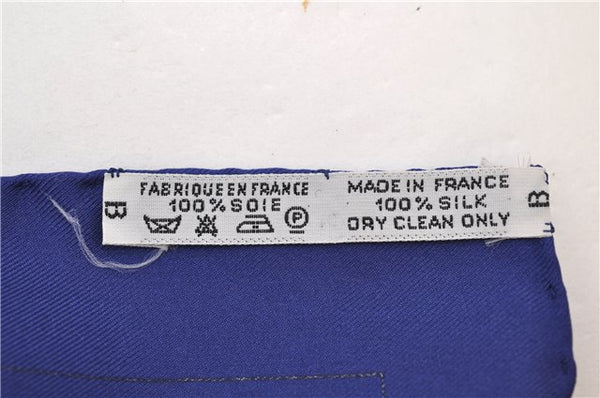 B
FABRIQUE EN FRANCE
100% SOIE
P
MADE IN FRANCE
100% SILK
DRY CLEAN ONLY
B